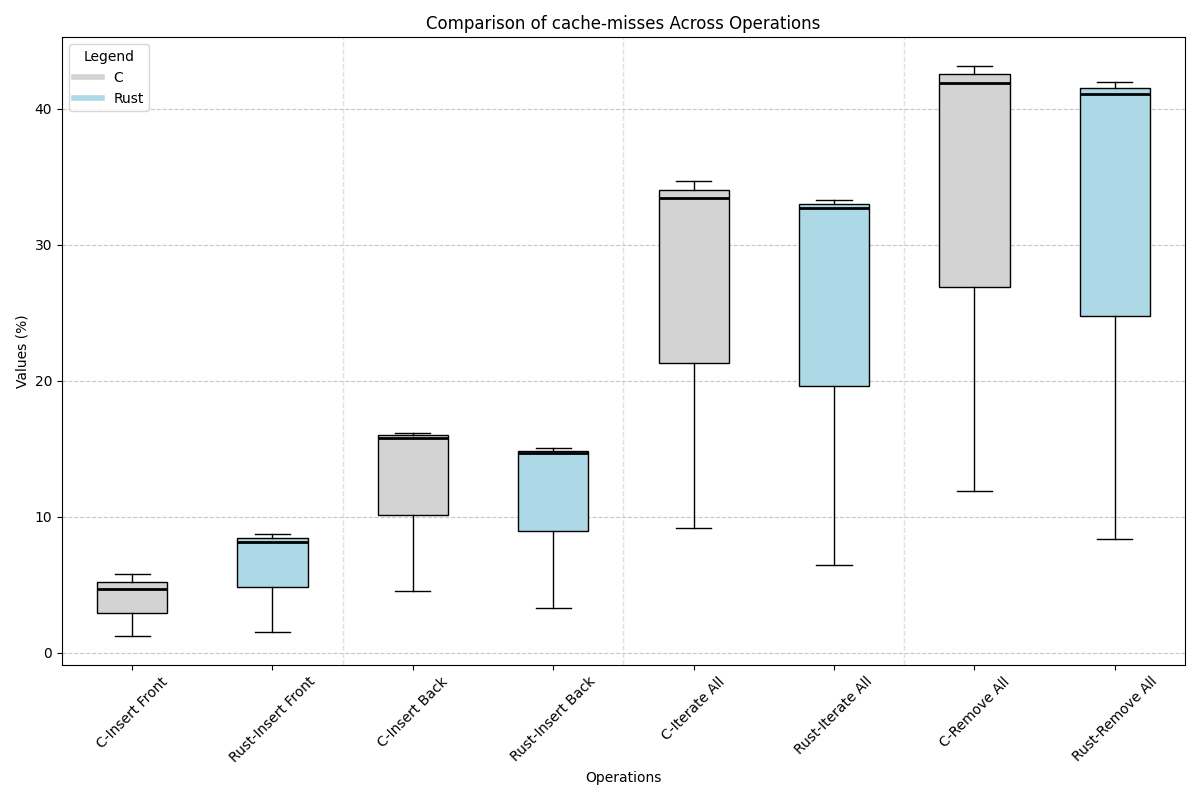 Comparison of cache-misses Across Operations
Legend
C
Rust
Values (%)
40
30
20
10
0
C-Insert Front
Rust-Insert Front
C-Insert Back
Rust-Insert Back
C-Iterate All
Rust-Iterate All
C-Remove All
Rust-Remove All
Operations